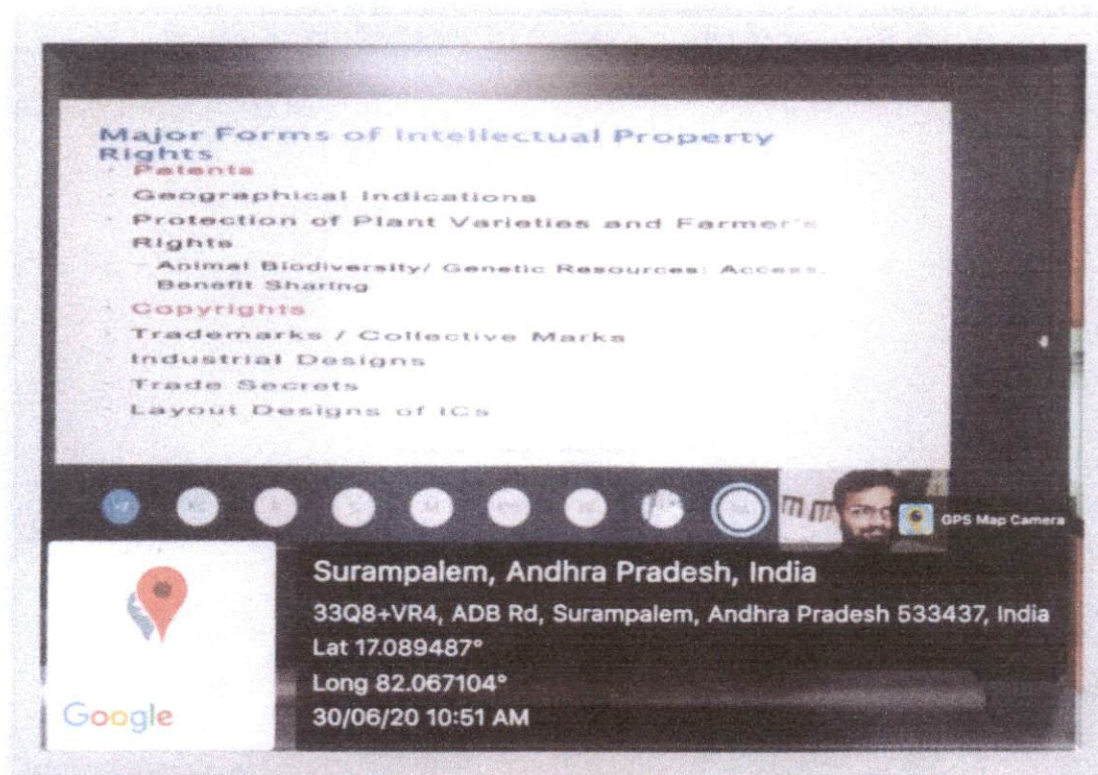 Major Forms of Intellectual Property
Rights
Patents
Geographical Indications
Protection of Plant Varieties and Farmer's
Rights
Animal Biodiversity/ Genetic Resources: Access,
Benefit Sharing
Copyrights
Trademarks / Collective Marks
Industrial Designs
Trade Secrets
Layout Designs of ICs
M
GPS Map Camera
Surampalem, Andhra Pradesh, India
33Q8+VR4, ADB Rd, Surampalem, Andhra Pradesh 533437, India
Lat 17.089487°
Long 82.067104°
30/06/20 10:51 AM
Google